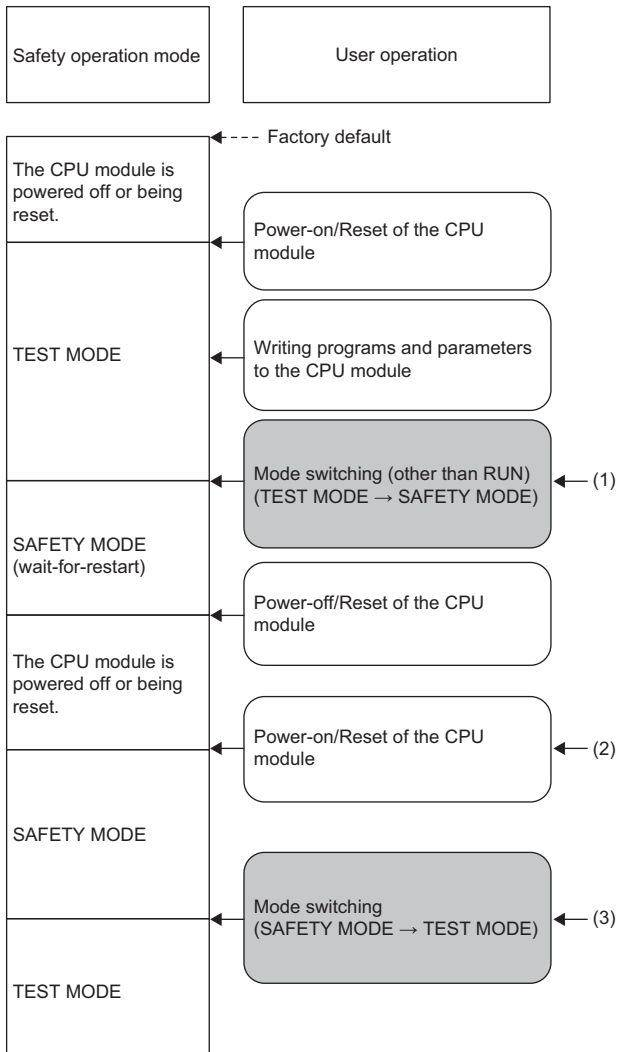 Safety operation mode
User operation
Factory default
The CPU module is
powered off or being
reset.
Power-on/Reset of the CPU
module
TEST MODE
Writing programs and parameters
to the CPU module
Mode switching (other than RUN)
(TEST MODE → SAFETY MODE)
(1)
SAFETY MODE
(wait-for-restart)
Power-off/Reset of the CPU
module
The CPU module is
powered off or being
reset.
Power-on/Reset of the CPU
module
(2)
SAFETY MODE
Mode switching
(SAFETY MODE → TEST MODE)
(3)
TEST MODE